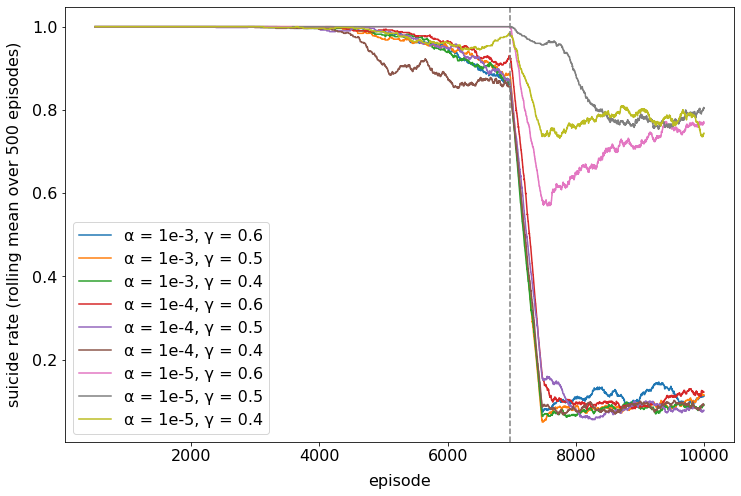 1.0
0.8
0.6
0.4
0.2
suicide rate (rolling mean over 500 episodes)
α = 1e-3, γ = 0.6
α = 1e-3, γ = 0.5
α = 1e-3, γ = 0.4
α = 1e-4, γ = 0.6
α = 1e-4, γ = 0.5
α = 1e-4, γ = 0.4
α = 1e-5, γ = 0.6
α = 1e-5, γ = 0.5
α = 1e-5, γ = 0.4
2000 4000 6000 8000 10000
episode